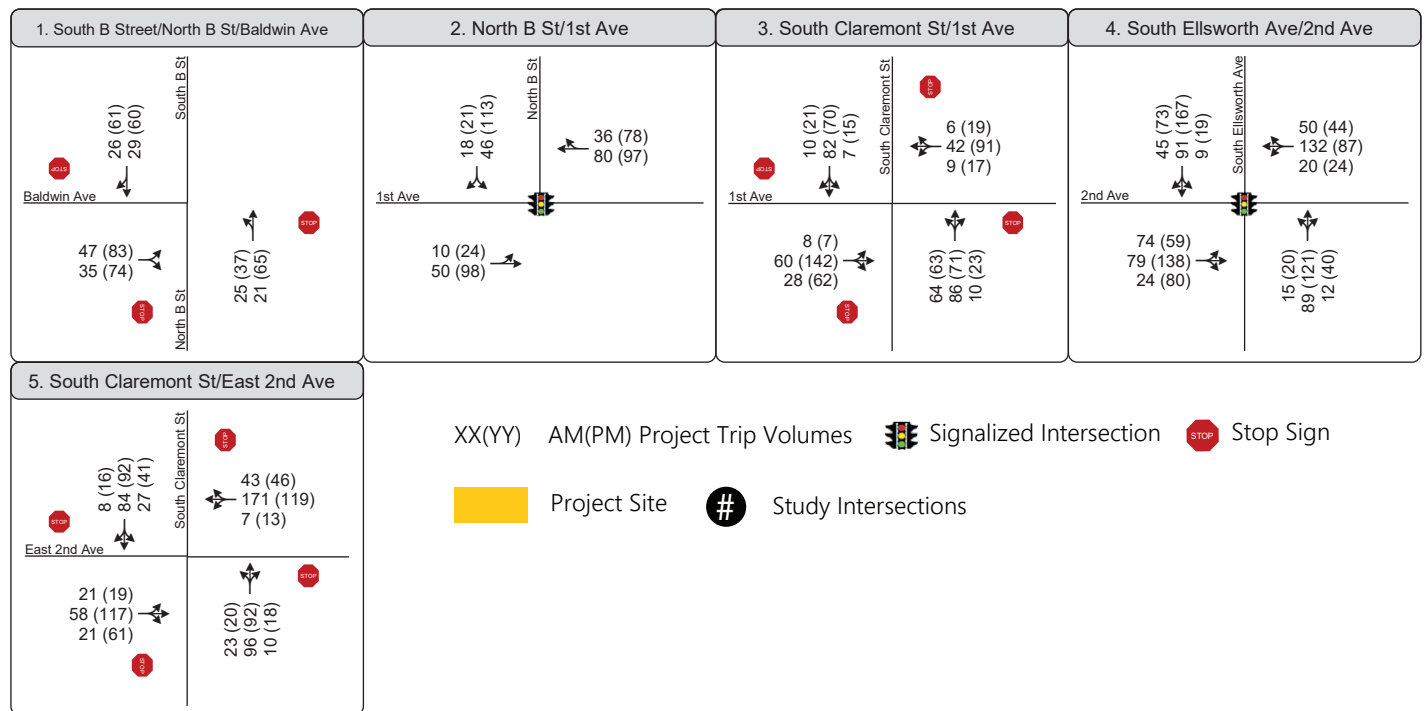 1. South B Street/North B St/Baldwin Ave
South B St
26 (61)
29 (60)
STOP
Baldwin Ave
47 (83)
35 (74)
STOP
North B St
25 (37)
21 (65)
STOP
2. North B St/1st Ave
North B St
18 (21)
46 (113)
36 (78)
80 (97)
1st Ave
10 (24)
50 (98)
3. South Claremont St/1st Ave
South Claremont St
STOP
10 (21)
82 (70)
7 (15)
6 (19)
42 (91)
9 (17)
STOP
1st Ave
8 (7)
60 (142)
28 (62)
STOP
64 (63)
86 (71)
10 (23)
STOP
4. South Ellsworth Ave/2nd Ave
South Ellsworth Ave
45 (73)
91 (167)
9 (19)
50 (44)
132 (87)
20 (24)
2nd Ave
74 (59)
79 (138)
24 (80)
15 (20)
89 (121)
12 (40)
5. South Claremont St/East 2nd Ave
South Claremont St
STOP
8 (16)
84 (92)
27 (41)
43 (46)
171 (119)
7 (13)
STOP
East 2nd Ave
21 (19)
58 (117)
21 (61)
STOP
23 (20)
96 (92)
10 (18)
STOP
XX(YY) AM(PM) Project Trip Volumes
Signalized Intersection
STOP Stop Sign
Project Site
# Study Intersections